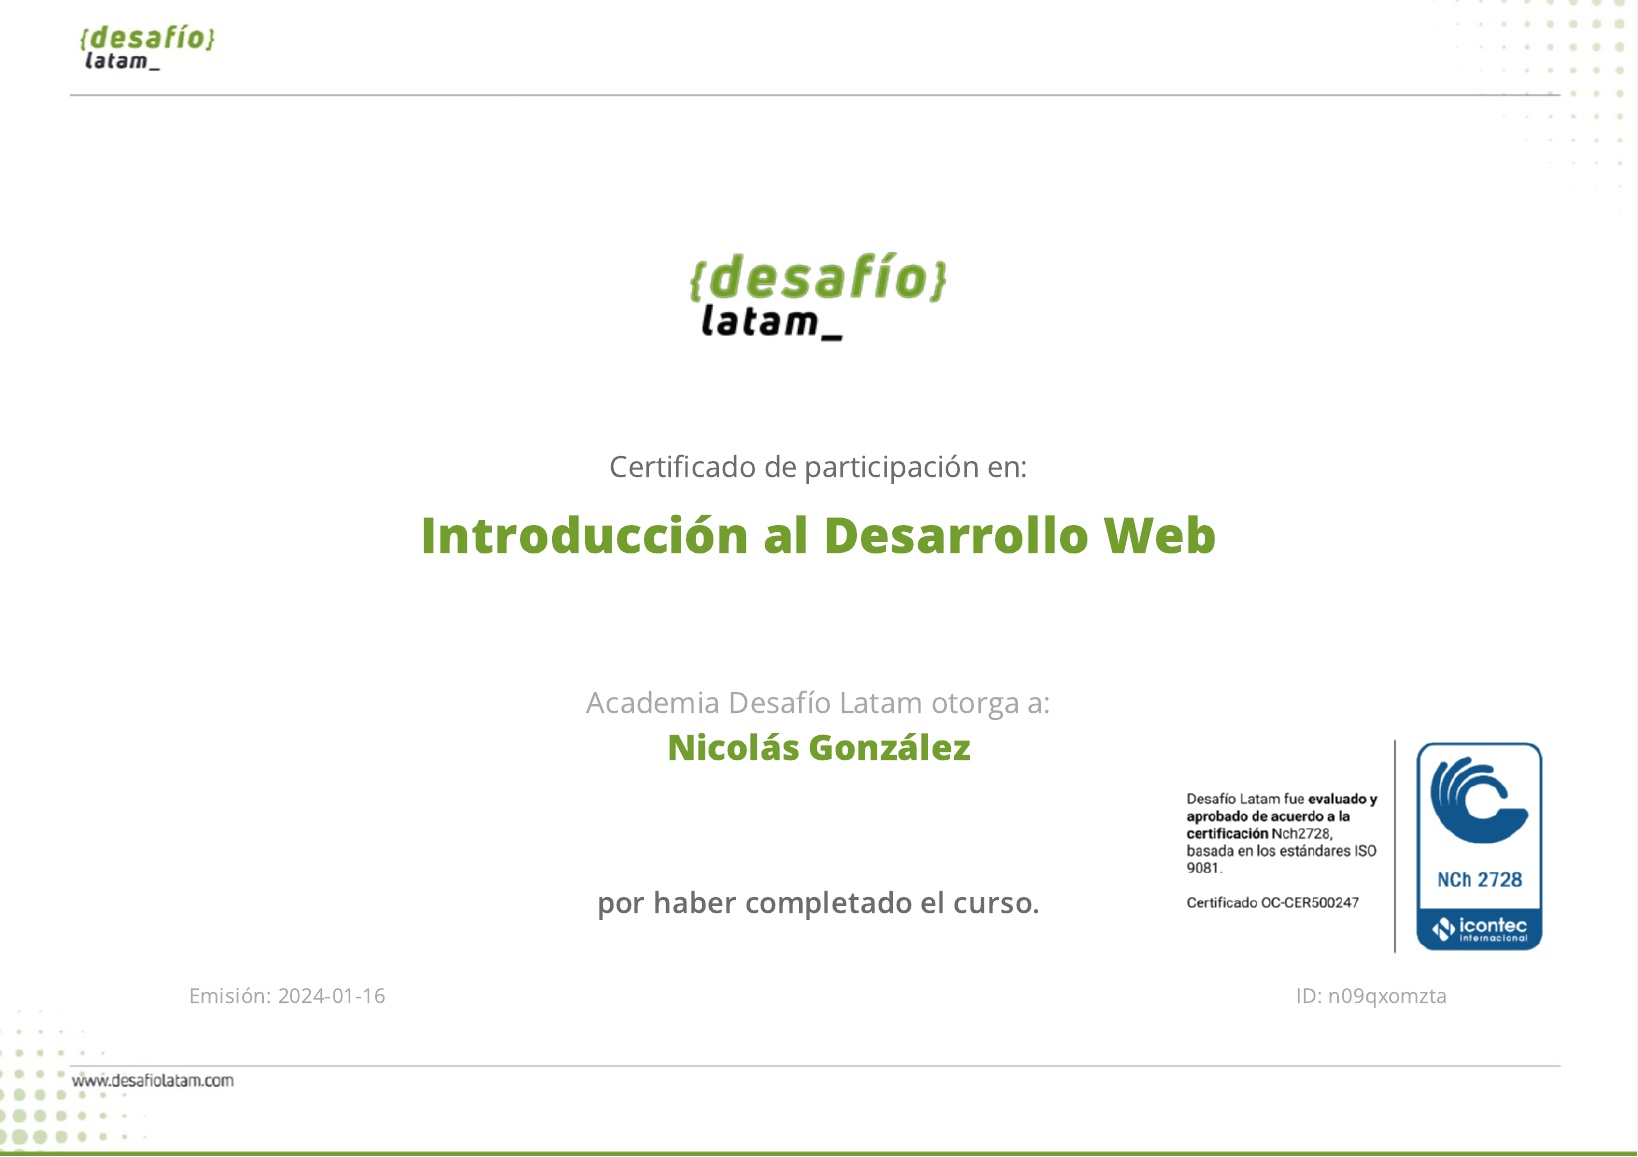 {desafío}
latam_
{desafío}
latam_
Certificado de participación en:
Introducción al Desarrollo Web
Academia Desafío Latam otorga a:
Nicolás González
Desafío Latam fue evaluado y
aprobado de acuerdo a la
certificación Nch2728,
basada en los estándares ISO
9081.
Certificado OC-CER500247
NCh 2728
icontec
internacional
por haber completado el curso.
Emisión: 2024-01-16
ID: n09qxomzta
www.desafiolatam.com